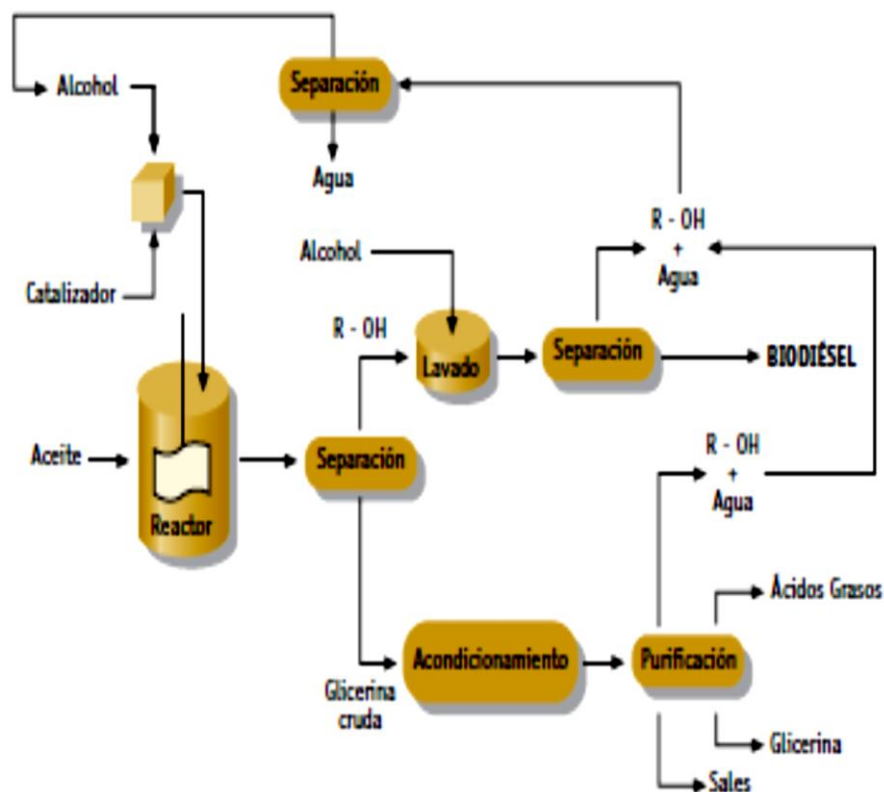 Separación
Alcohol
Agua
R - OH
+
Agua
Alcohol
Catalizador
R - OH
Lavado
Separación
BIODIÉSEL
Aceite
Separación
R - OH
+
Agua
Reactor
Ácidos Grasos
Acondicionamiento
Purificación
Glicerina
cruda
Glicerina
Sales